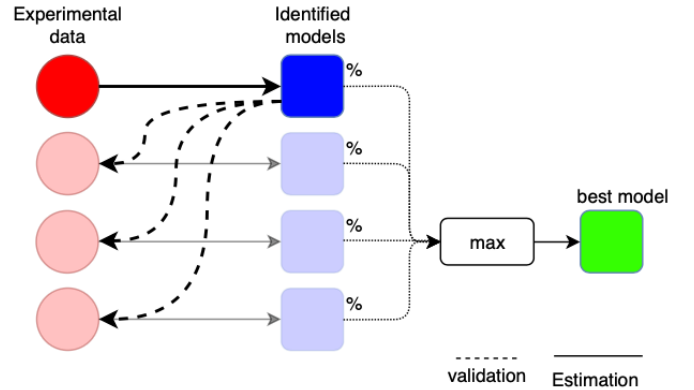 Experimental
data
Identified
models
%
%
%
%
best model
max
validation
Estimation